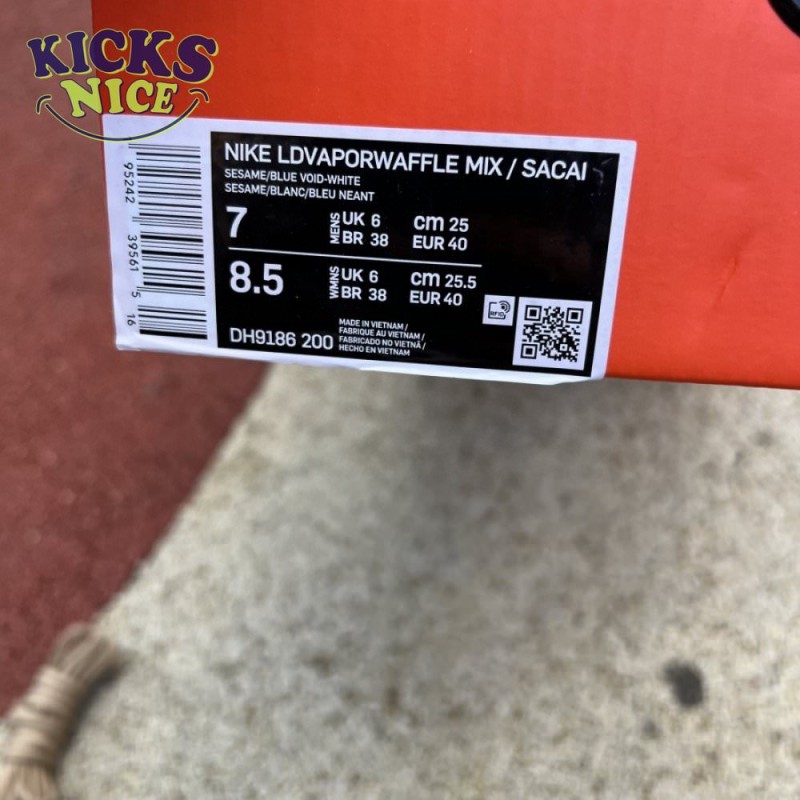 KICKS
NICE
NIKE LDVAPORWAFFLE MIX / SACAI
SESAME/BLUE VOID-WHITE
SESAME/BLANC/BLEU NEANT
7 MENS UK 6 cm 25
BR 38 EUR 40
8.5 WMNS UK 6 cm 25.5
BR 38 EUR 40
DH9186 200
MADE IN VIETNAM /
FABRIQUE AU VIETNAM /
FABRICADO NO VIETNÃ /
HECHO EN VIETNAM
RFID
95242 39561 5 16